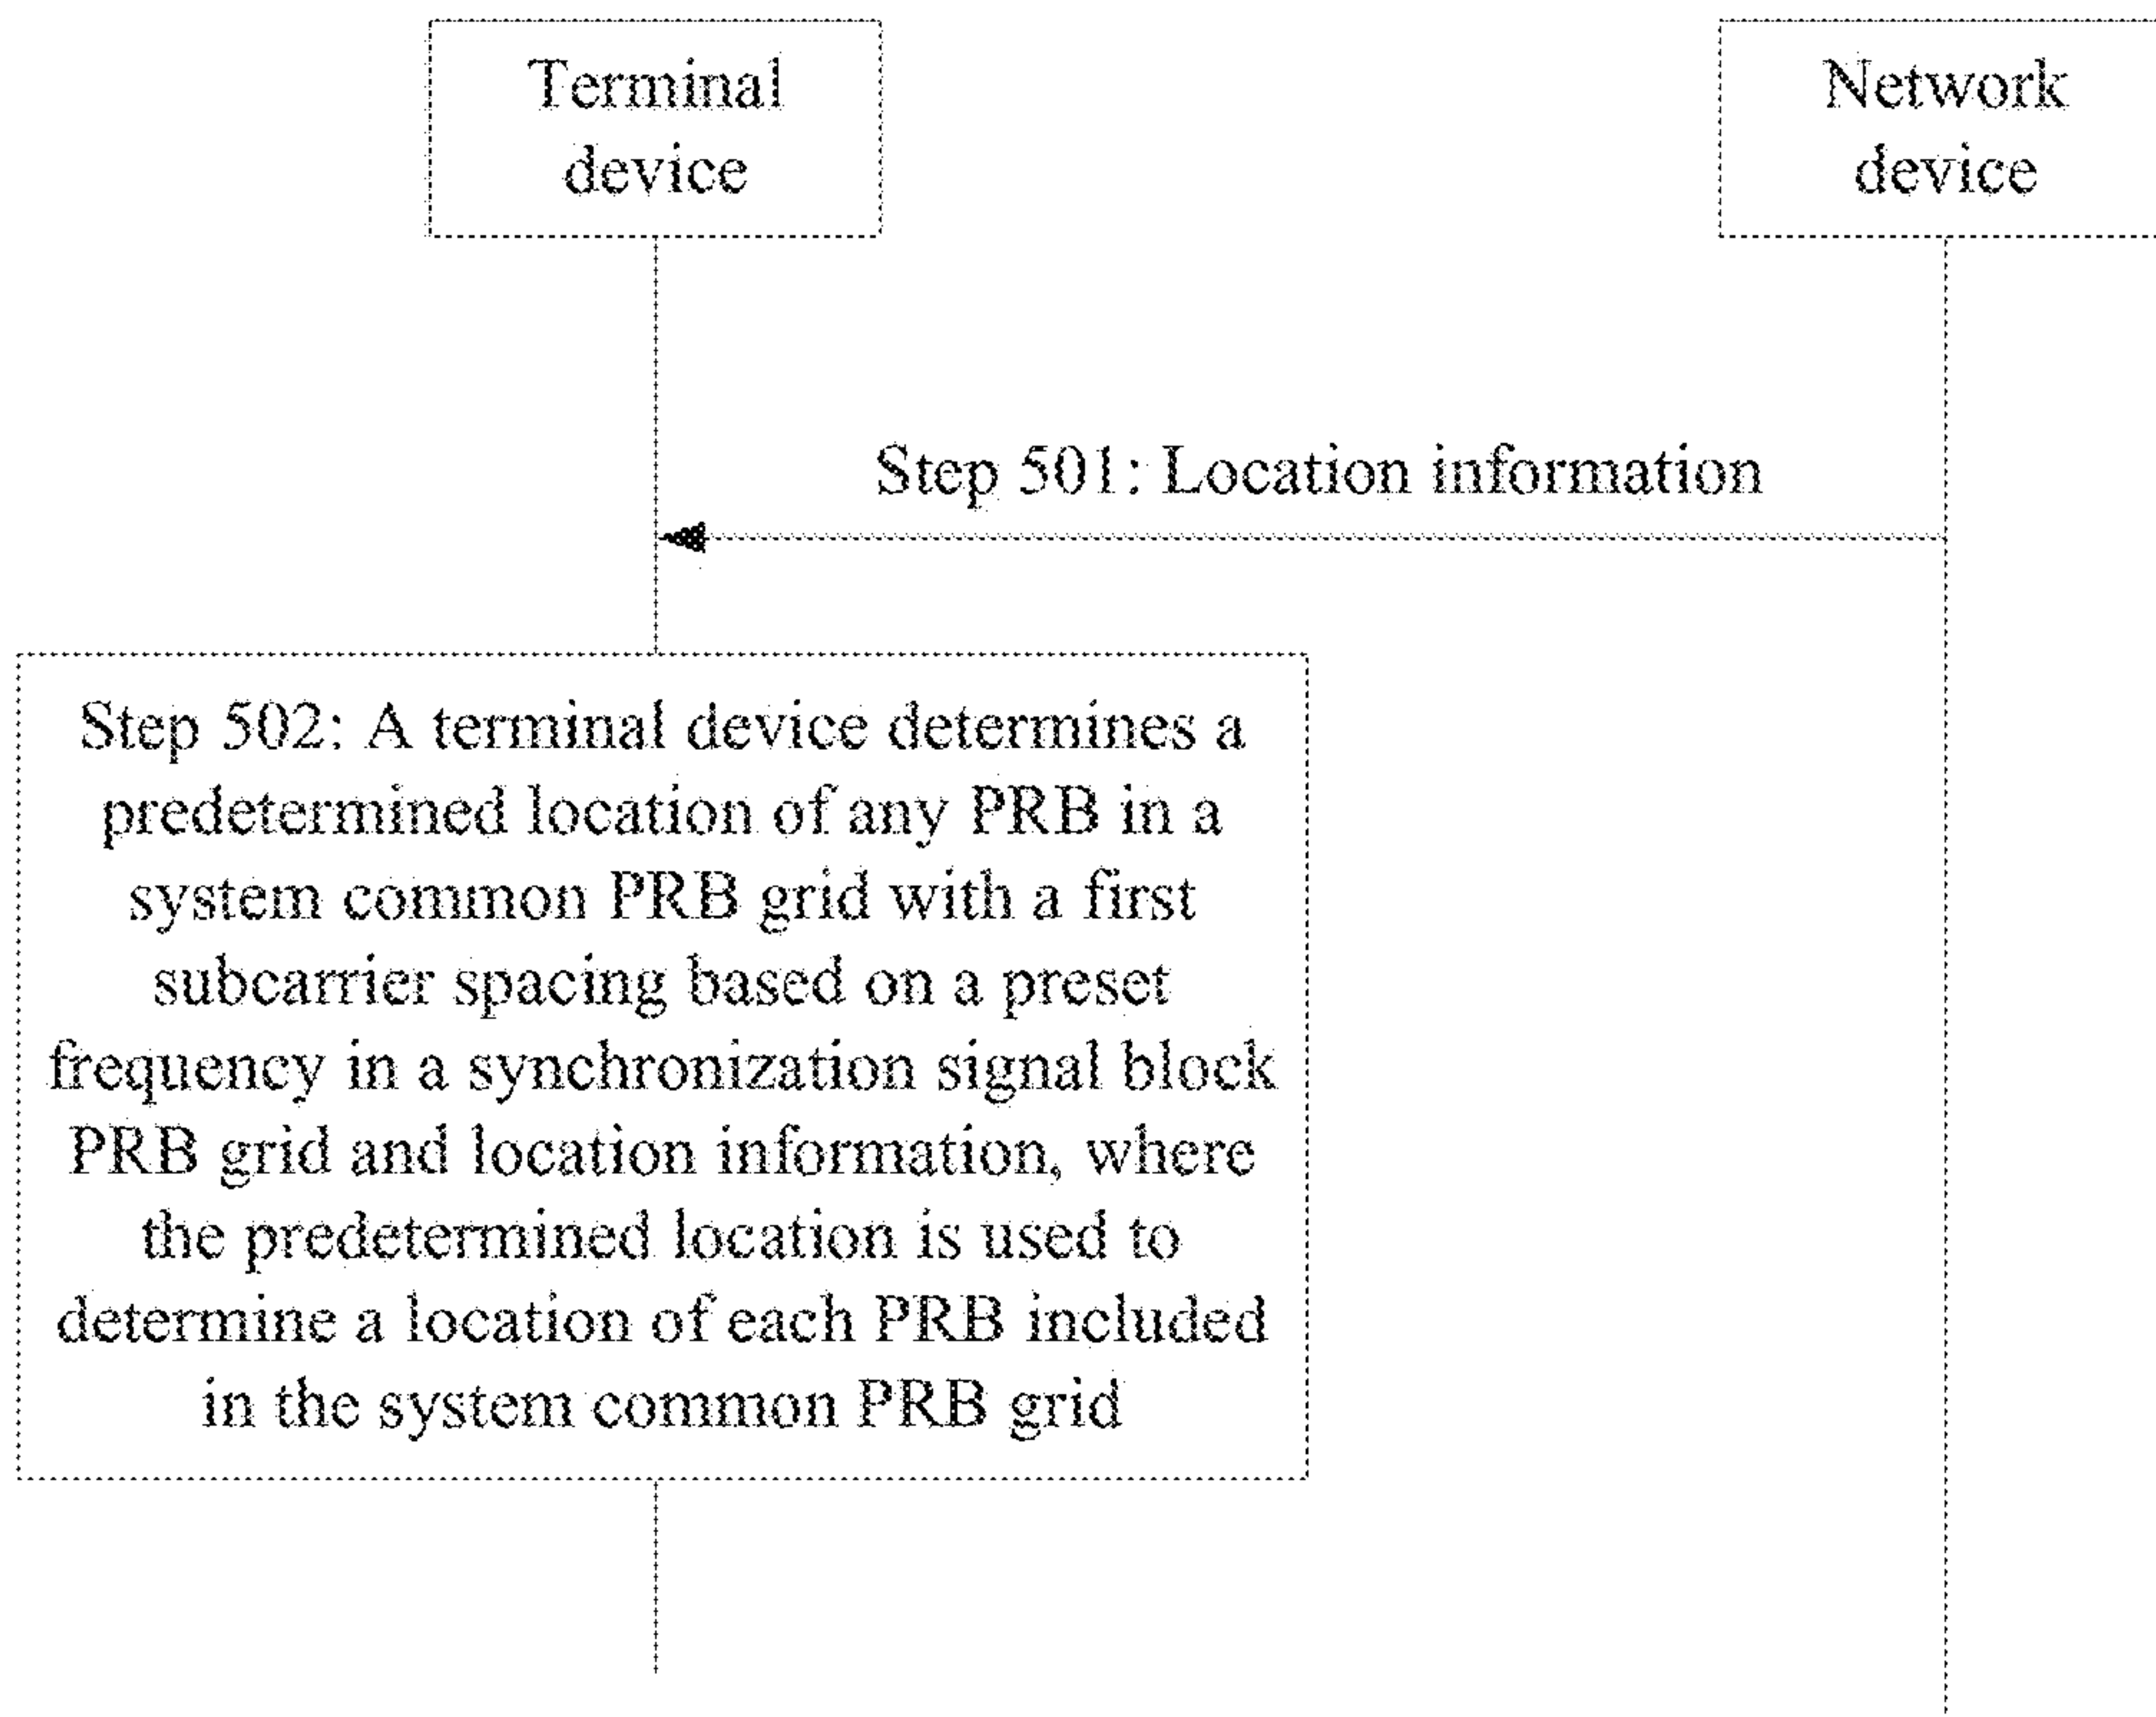 Terminal
device
Network
device
Step 501: Location information
Step 502: A terminal device determines a
predetermined location of any PRB in a
system common PRB grid with a first
subcarrier spacing based on a preset
frequency in a synchronization signal block
PRB grid and location information, where
the predetermined location is used to
determine a location of each PRB included
in the system common PRB grid